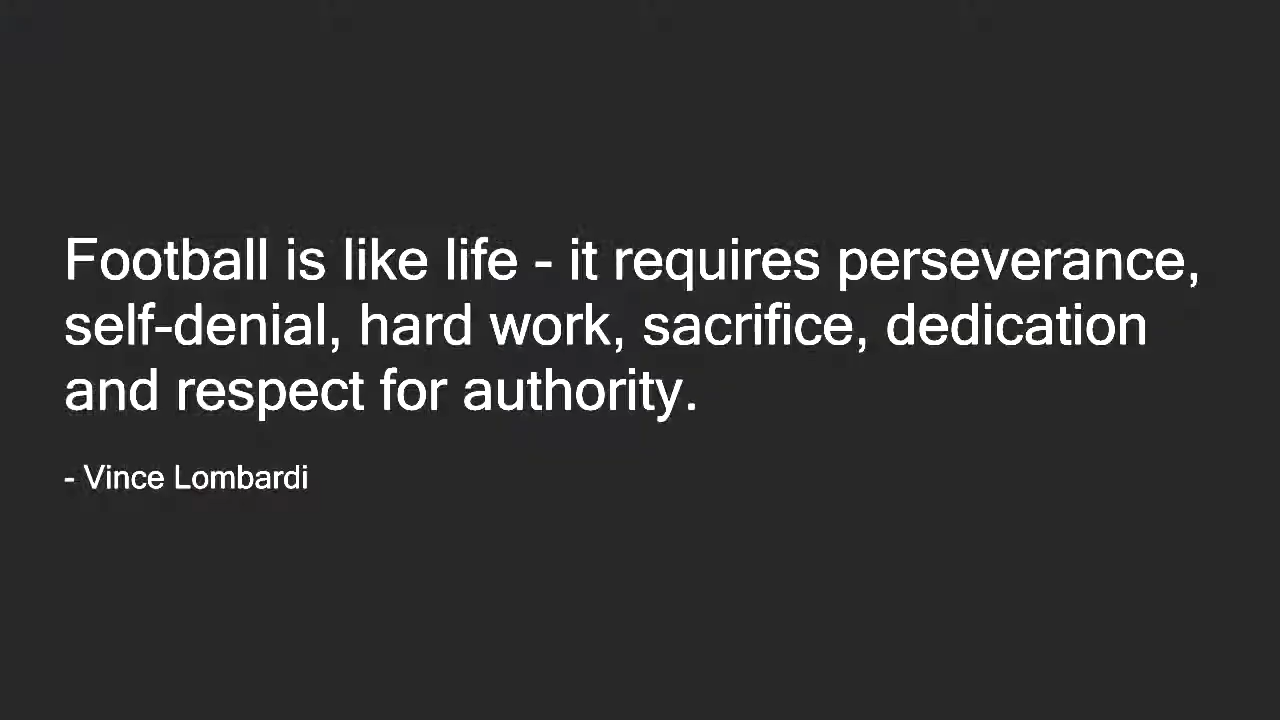 Football is like life - it requires perseverance,
self-denial, hard work, sacrifice, dedication
and respect for authority.
- Vince Lombardi